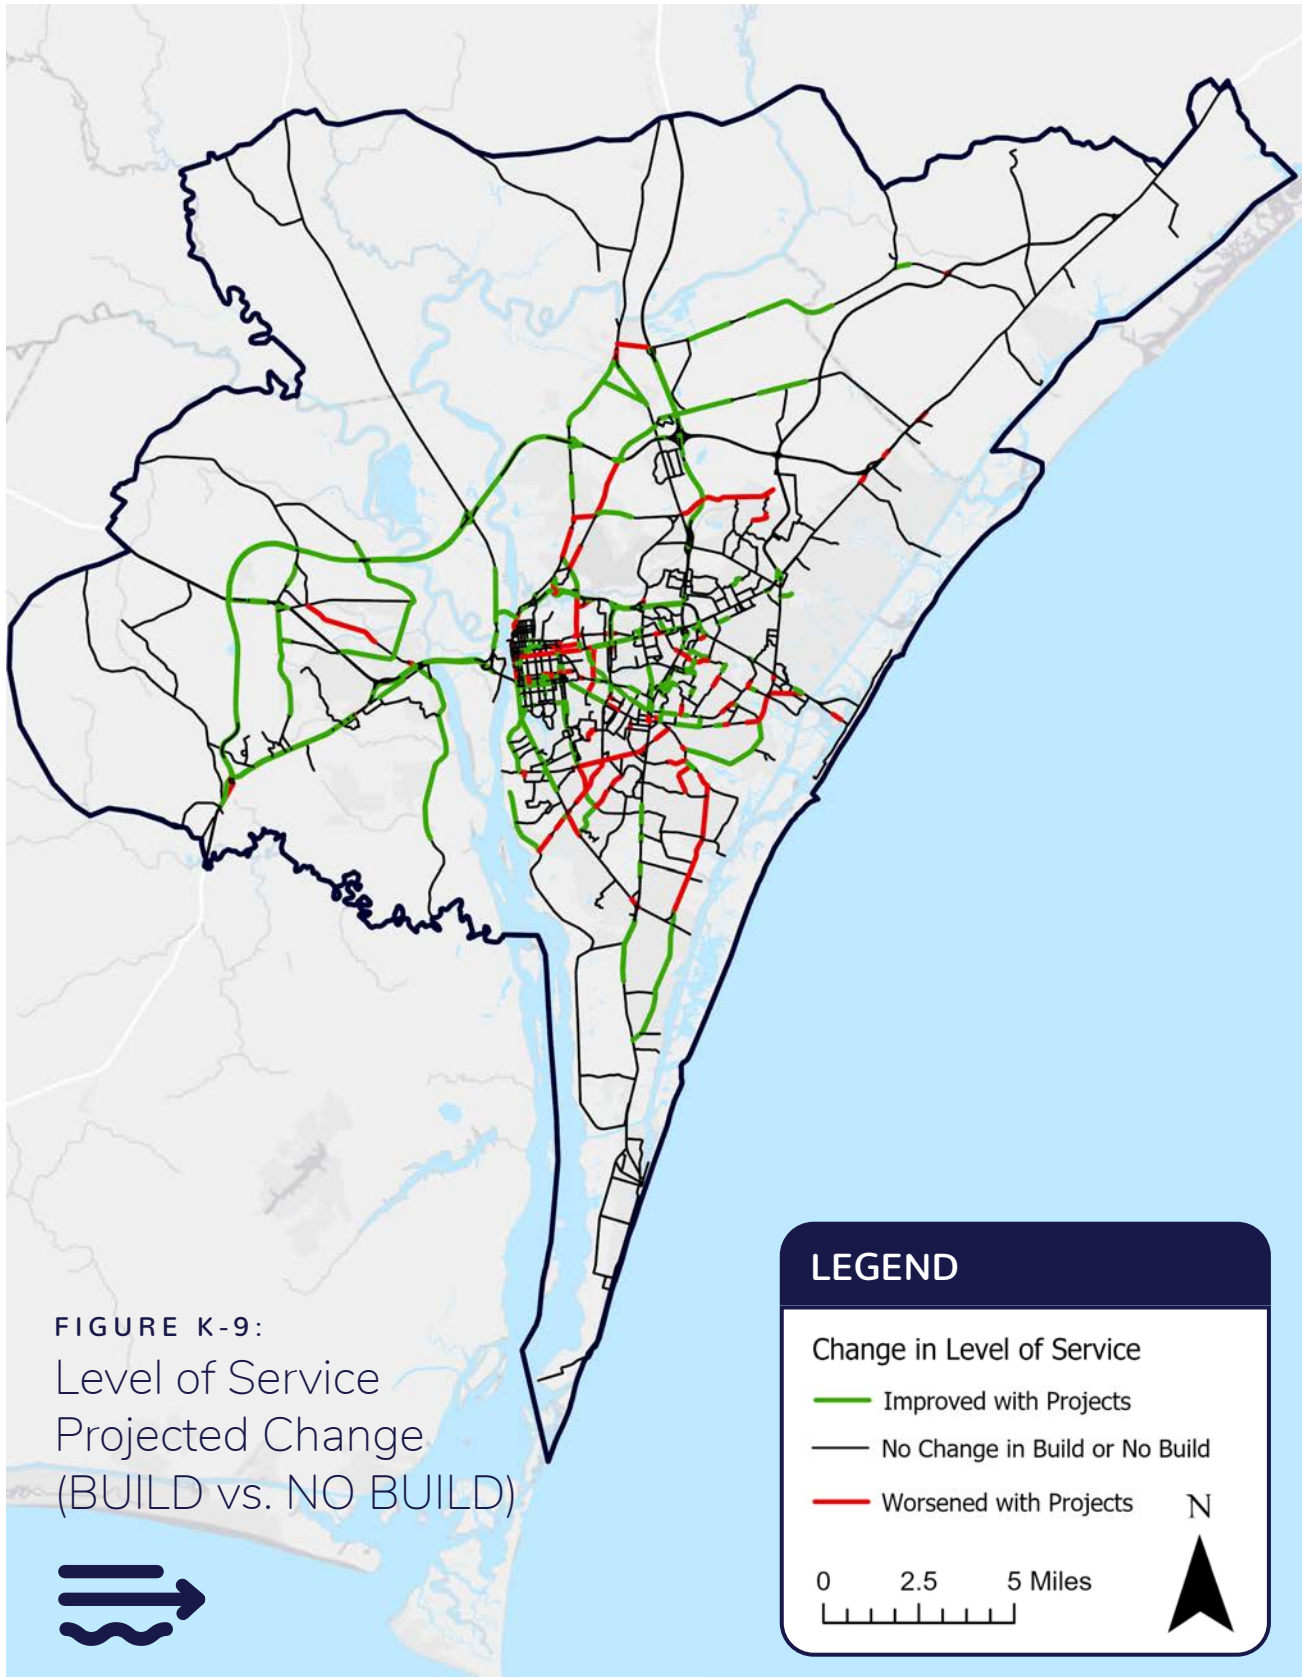 FIGURE K-9:
Level of Service
Projected Change
(BUILD vs. NO BUILD)
LEGEND
Change in Level of Service
Improved with Projects
No Change in Build or No Build
Worsened with Projects
N
0 2.5 5 Miles